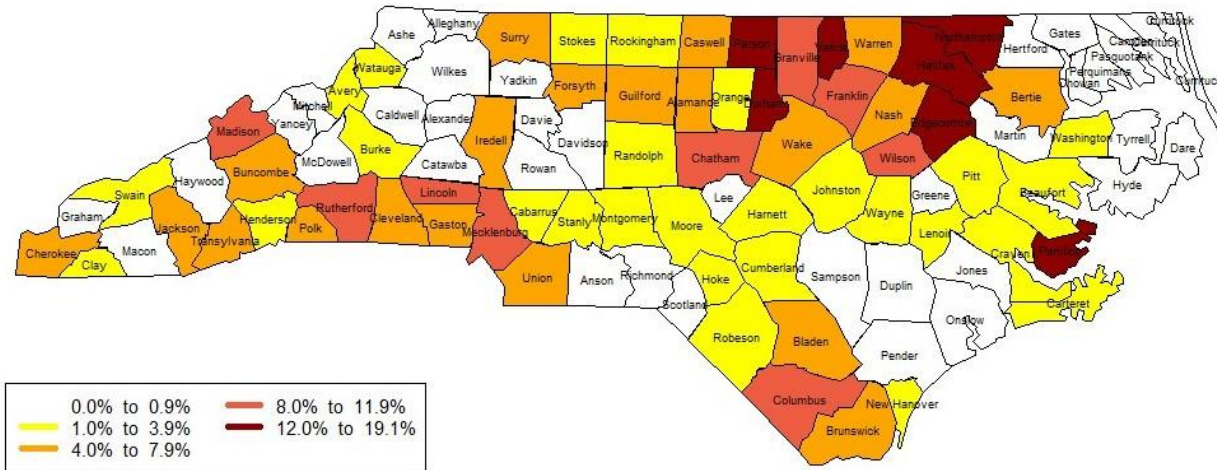 Alleghany
Ashe
Surry
Stokes
Rockingham
Caswell
Person
Granville
Vance
Warren
Northampton
Hertford
Gates
Camden
Currituck
Pasquotank
Perquimans
Chowan
Watauga
Wilkes
Yadkin
Forsyth
Guilford
Alamance
Orange
Durham
Franklin
Halifax
Bertie
Avery
Mitchell
Yancey
Caldwell
Alexander
Iredell
Davie
Davidson
Nash
Edgecombe
Martin
Washington
Tyrrell
Dare
Madison
McDowell
Burke
Catawba
Rowan
Randolph
Chatham
Wake
Wilson
Pitt
Beaufort
Hyde
Swain
Haywood
Buncombe
Graham
Jackson
Transylvania
Henderson
Polk
Rutherford
Cleveland
Lincoln
Gaston
Mecklenburg
Cabarrus
Stanly
Montgomery
Moore
Lee
Harnett
Johnston
Wayne
Greene
Lenoir
Craven
Pamlico
Cherokee
Clay
Macon
Union
Anson
Richmond
Scotland
Hoke
Cumberland
Sampson
Duplin
Jones
Onslow
Carteret
Robeson
Bladen
Pender
Columbus
Brunswick
New Hanover
0.0% to 0.9%
1.0% to 3.9%
4.0% to 7.9%
8.0% to 11.9%
12.0% to 19.1%